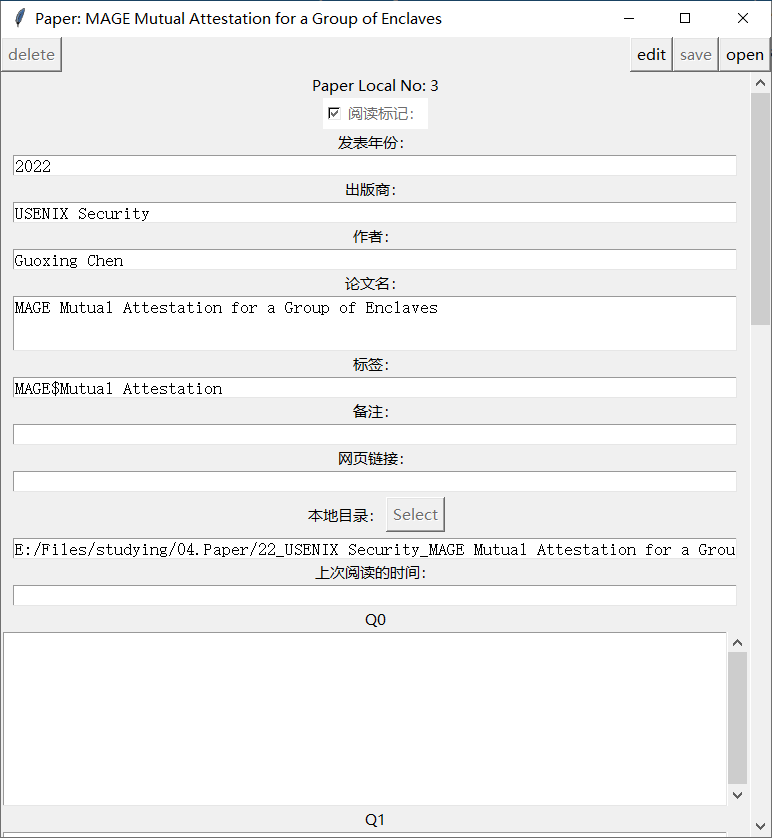 Paper: MAGE Mutual Attestation for a Group of Enclaves
delete
edit
save
open
Paper Local No: 3
阅读标记：
发表年份：
2022
出版商：
USENIX Security
作者：
Guoxing Chen
论文名：
MAGE Mutual Attestation for a Group of Enclaves
标签：
MAGE$Mutual Attestation
备注：
网页链接：
本地目录：
Select
E:/Files/studying/04.Paper/22_USENIX Security_MAGE Mutual Attestation for a Grou
上次阅读的时间：
Q0
Q1